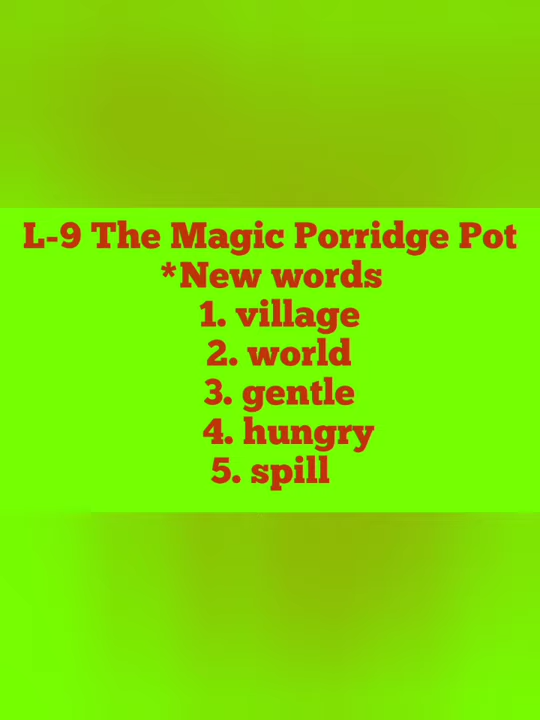 L-9 The Magic Porridge Pot
*New words
1. village
2. world
3. gentle
4. hungry
5. spill